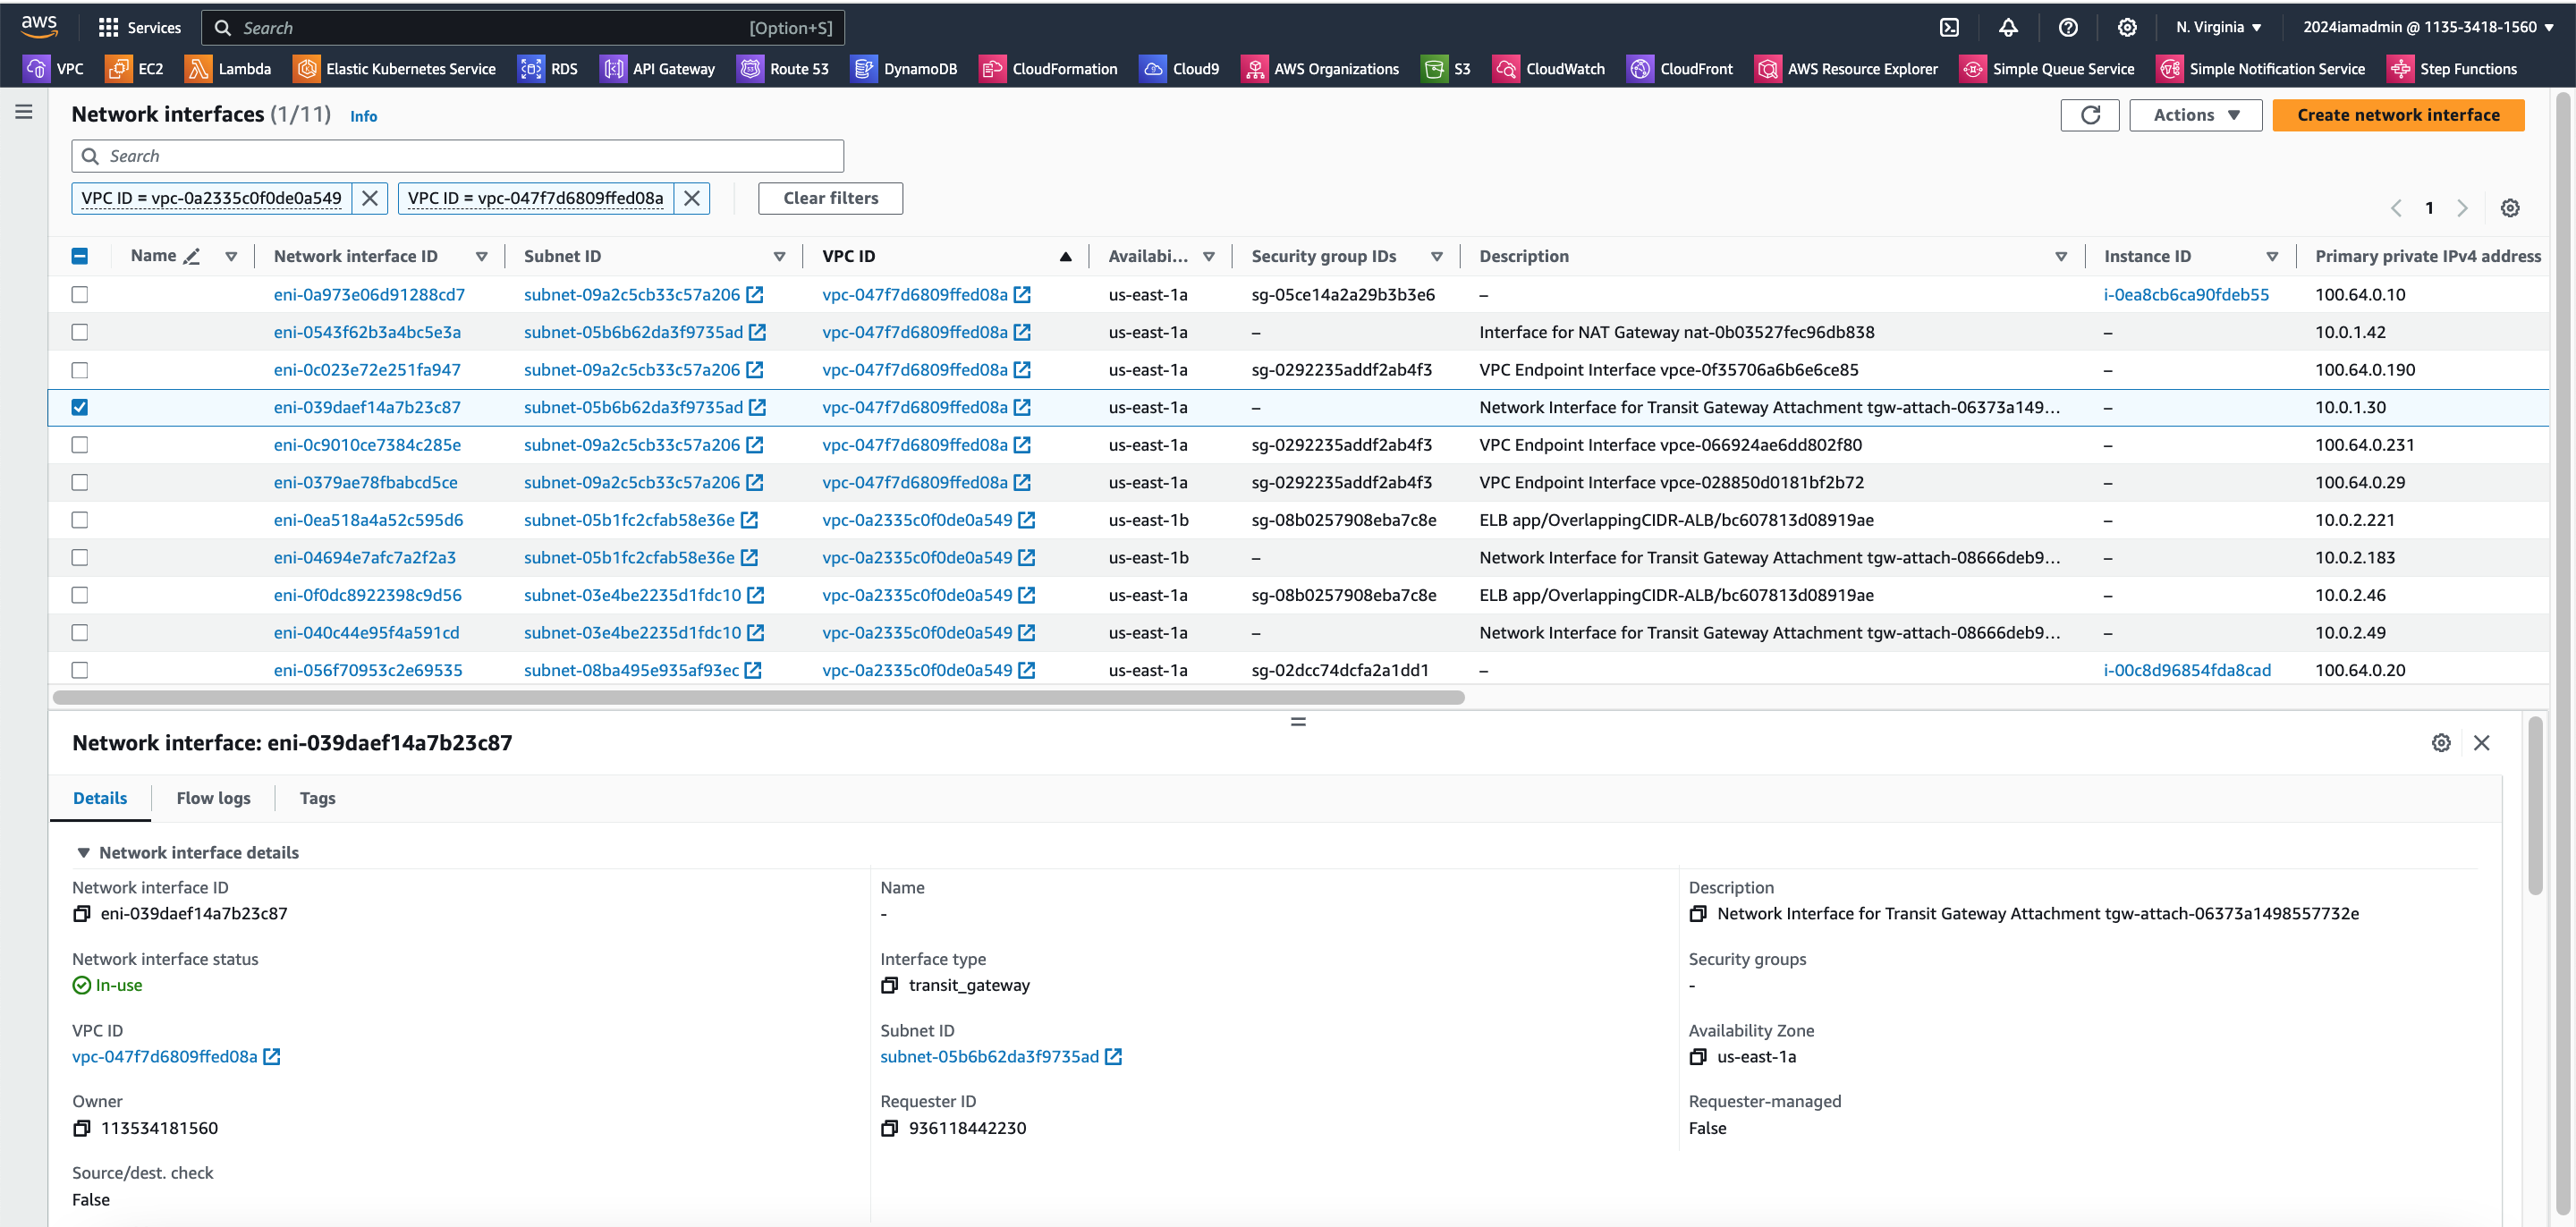 aws Services Search [Option+S] N. Virginia 2024iamadmin @ 1135-3418-1560
VPC EC2 Lambda Elastic Kubernetes Service RDS API Gateway Route 53 DynamoDB CloudFormation Cloud9 AWS Organizations S3 CloudWatch CloudFront AWS Resource Explorer Simple Queue Service Simple Notification Service Step Functions
Network interfaces (1/11) Info Actions Create network interface
Search
VPC ID = vpc-0a2335c0f0de0a549 VPC ID = vpc-047f7d6809ffed08a Clear filters 1
Name Network interface ID Subnet ID VPC ID Availabi... Security group IDs Description Instance ID Primary private IPv4 address
eni-0a973e06d91288cd7 subnet-09a2c5cb33c57a206 vpc-047f7d6809ffed08a us-east-1a sg-05ce14a2a29b3b3e6 – i-0ea8cb6ca90fdeb55 100.64.0.10
eni-0543f62b3a4bc5e3a subnet-05b6b62da3f9735ad vpc-047f7d6809ffed08a us-east-1a – Interface for NAT Gateway nat-0b03527fec96db838 – 10.0.1.42
eni-0c023e72e251fa947 subnet-09a2c5cb33c57a206 vpc-047f7d6809ffed08a us-east-1a sg-0292235addf2ab4f3 VPC Endpoint Interface vpce-0f35706a6b6e6ce85 – 100.64.0.190
eni-039daef14a7b23c87 subnet-05b6b62da3f9735ad vpc-047f7d6809ffed08a us-east-1a – Network Interface for Transit Gateway Attachment tgw-attach-06373a149... – 10.0.1.30
eni-0c9010ce7384c285e subnet-09a2c5cb33c57a206 vpc-047f7d6809ffed08a us-east-1a sg-0292235addf2ab4f3 VPC Endpoint Interface vpce-066924ae6dd802f80 – 100.64.0.231
eni-0379ae78fbabcd5ce subnet-09a2c5cb33c57a206 vpc-047f7d6809ffed08a us-east-1a sg-0292235addf2ab4f3 VPC Endpoint Interface vpce-028850d0181bf2b72 – 100.64.0.29
eni-0ea518a4a52c595d6 subnet-05b1fc2cfab58e36e vpc-0a2335c0f0de0a549 us-east-1b sg-08b0257908eba7c8e ELB app/OverlappingCIDR-ALB/bc607813d08919ae – 10.0.2.221
eni-04694e7afc7a2f2a3 subnet-05b1fc2cfab58e36e vpc-0a2335c0f0de0a549 us-east-1b – Network Interface for Transit Gateway Attachment tgw-attach-08666deb9... – 10.0.2.183
eni-0f0dc8922398c9d56 subnet-03e4be2235d1fdc10 vpc-0a2335c0f0de0a549 us-east-1a sg-08b0257908eba7c8e ELB app/OverlappingCIDR-ALB/bc607813d08919ae – 10.0.2.46
eni-040c44e95f4a591cd subnet-03e4be2235d1fdc10 vpc-0a2335c0f0de0a549 us-east-1a – Network Interface for Transit Gateway Attachment tgw-attach-08666deb9... – 10.0.2.49
eni-056f70953c2e69535 subnet-08ba495e935af93ec vpc-0a2335c0f0de0a549 us-east-1a sg-02dcc74dcfa2a1dd1 – i-00c8d96854fda8cad 100.64.0.20
Network interface: eni-039daef14a7b23c87
Details Flow logs Tags
Network interface details
Network interface ID Name Description
eni-039daef14a7b23c87 - Network Interface for Transit Gateway Attachment tgw-attach-06373a1498557732e
Network interface status Interface type Security groups
In-use transit_gateway -
VPC ID Subnet ID Availability Zone
vpc-047f7d6809ffed08a subnet-05b6b62da3f9735ad us-east-1a
Owner Requester ID Requester-managed
113534181560 936118442230 False
Source/dest. check
False